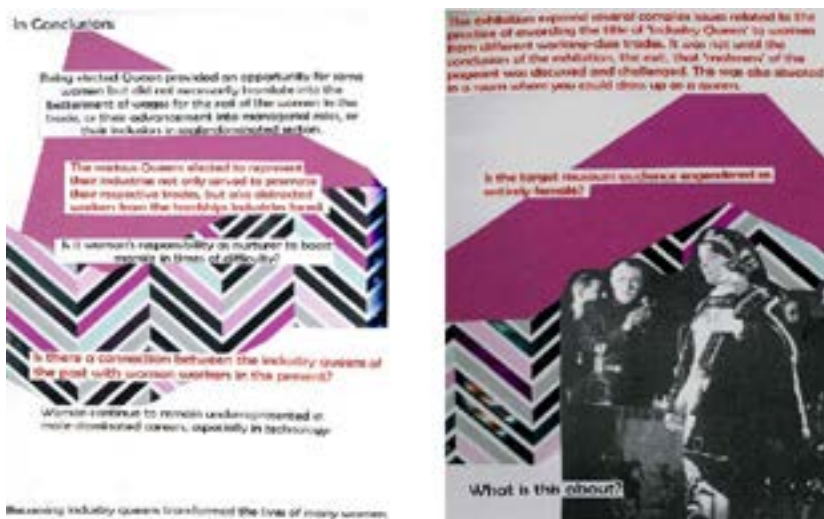 In Conclusion:
Being elected Queen provided an opportunity for some
women but did not necessarily translate into the
betterment of wages for the rest of the women in the
trade, or their advancement into managerial roles, or
their inclusion in male-dominated
The various Queens elected to represent
their industries not only served to promote
their respective trades, but also distracted
workers from the hardships industries faced.
Is it woman's responsibility as nurturer to boost
morale in times of difficulty?
Is there a connection between the industry queens of
the past with women workers in the present?
Women continue to remain underrepresented in
male-dominated careers, especially in technology.
Becoming industry queens transformed the lives of many women
This exhibition exposed several complex issues related to the
practice of awarding the title of 'Industry Queen' to women
from different working-class trades. It was not until the
conclusion of the exhibition, the exit, that of the
pageant was discussed and challenged. This was also situated
in a room where you could dress up as a queen.
Is the target museum audience engendered as
entirely female?
What is this about?